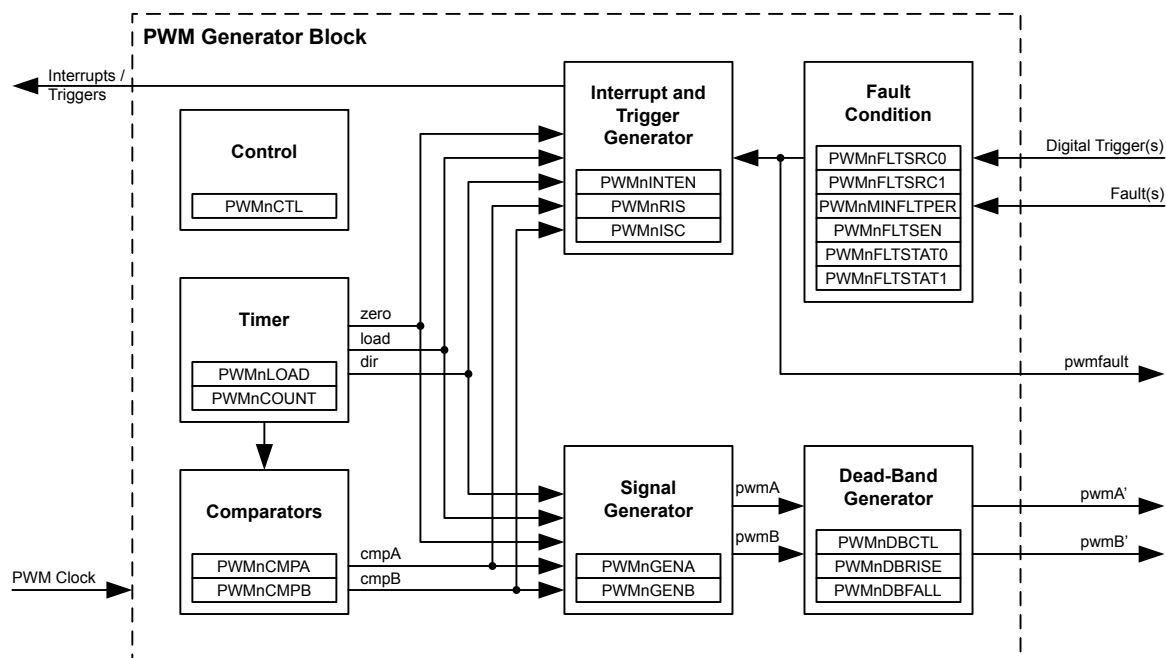 PWM Generator Block
Interrupts /
Triggers
Control
PWMnCTL
Interrupt and
Trigger
Generator
PWMnINTEN
PWMnRIS
PWMnISC
Fault
Condition
PWMnFLTSRC0
PWMnFLTSRC1
PWMnMINFLTPER
PWMnFLTSEN
PWMnFLTSTAT0
PWMnFLTSTAT1
Digital Trigger(s)
Fault(s)
Timer
PWMnLOAD
PWMnCOUNT
zero
load
dir
pwmfault
Comparators
PWMnCMPA
PWMnCMPB
cmpA
cmpB
Signal
Generator
PWMnGENA
PWMnGENB
pwmA
pwmB
Dead-Band
Generator
PWMnDBCTL
PWMnDBRISE
PWMnDBFALL
pwmA’
pwmB’
PWM Clock